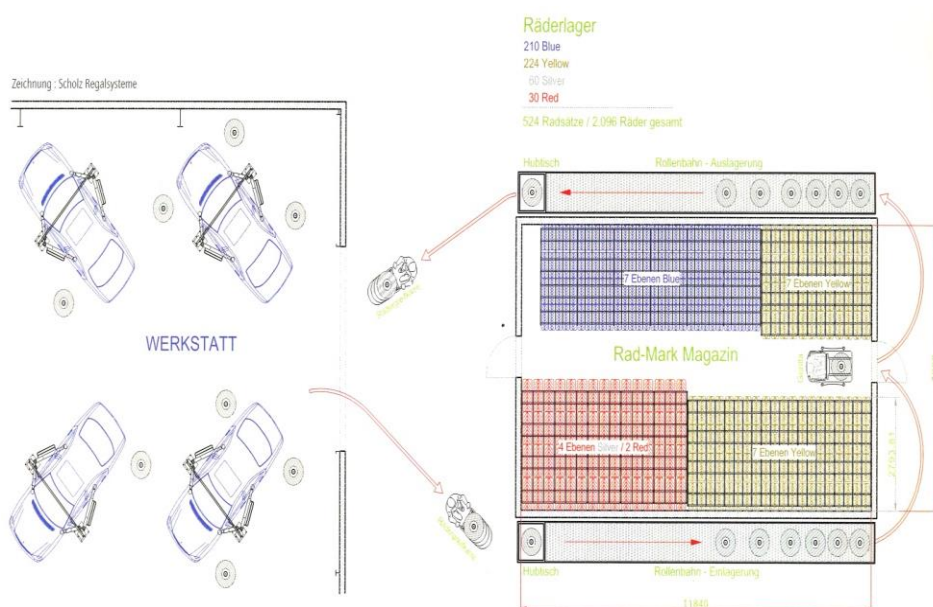 Räderlager
210 Blue
224 Yellow
60 Silver
30 Red
524 Radsätze / 2.096 Räder gesamt
Zeichnung : Scholz Regalsysteme
Hubtisch
Rollenbahn - Auslagerung
7 Ebenen Blue
7 Ebenen Yellow
WERKSTATT
Rad-Mark Magazin
4 Ebenen Silver / 2 Red
7 Ebenen Yellow
Hubtisch
Rollenbahn - Einlagerung
11840